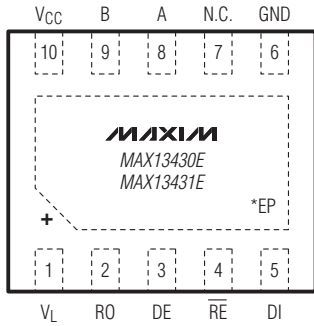 VCC B A N.C. GND
10 9 8 7 6
MAXIM
MAX13430E
MAX13431E
*EP
+
1 2 3 4 5
VL RO DE R̅E̅ DI